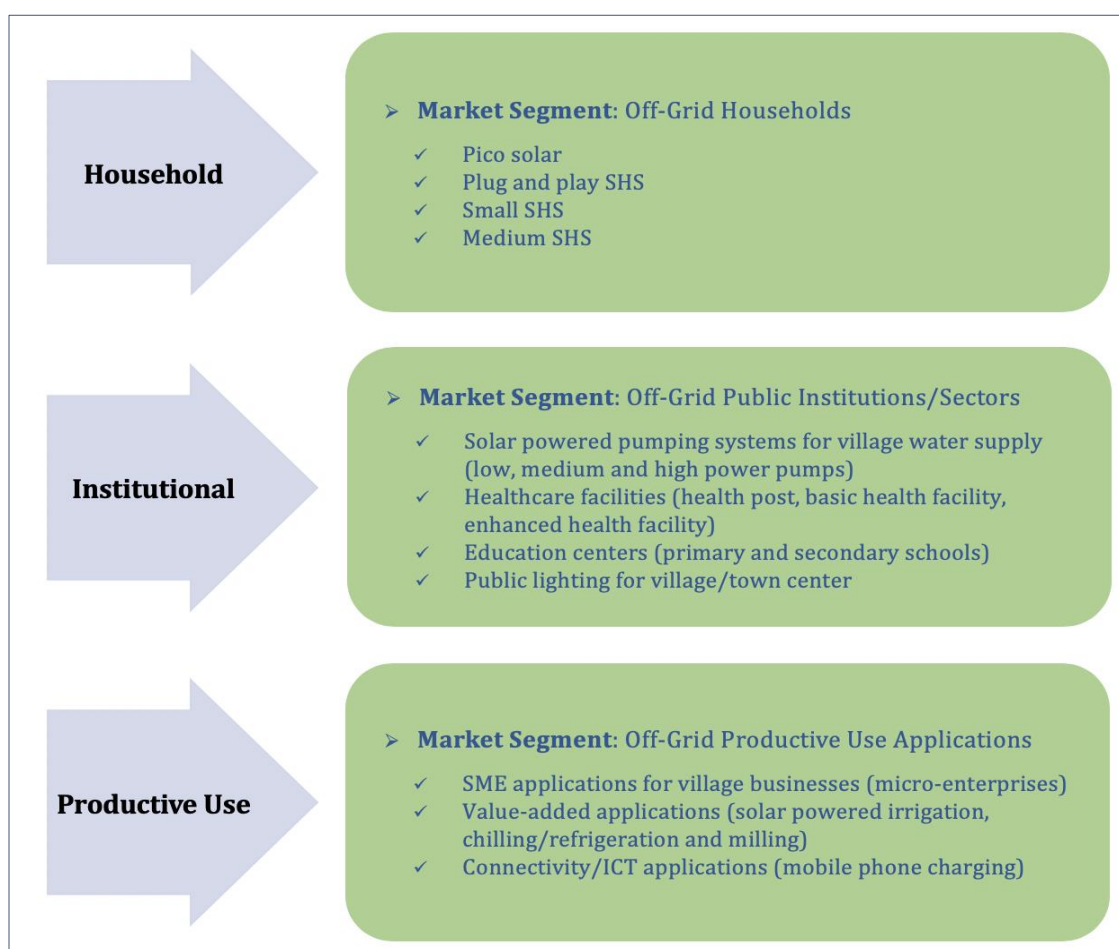 Household
➢ Market Segment: Off-Grid Households
✓ Pico solar
✓ Plug and play SHS
✓ Small SHS
✓ Medium SHS
Institutional
➢ Market Segment: Off-Grid Public Institutions/Sectors
✓ Solar powered pumping systems for village water supply
(low, medium and high power pumps)
✓ Healthcare facilities (health post, basic health facility,
enhanced health facility)
✓ Education centers (primary and secondary schools)
✓ Public lighting for village/town center
Productive Use
➢ Market Segment: Off-Grid Productive Use Applications
✓ SME applications for village businesses (micro-enterprises)
✓ Value-added applications (solar powered irrigation,
chilling/refrigeration and milling)
✓ Connectivity/ICT applications (mobile phone charging)